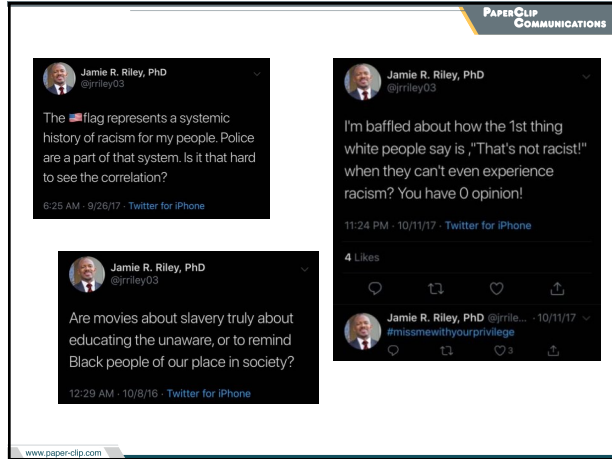 PAPERCLIP
COMMUNICATIONS
Jamie R. Riley, PhD
@jrriley03
The 🇺🇸flag represents a systemic
history of racism for my people. Police
are a part of that system. Is it that hard
to see the correlation?
6:25 AM · 9/26/17 · Twitter for iPhone
Jamie R. Riley, PhD
@jrriley03
Are movies about slavery truly about
educating the unaware, or to remind
Black people of our place in society?
12:29 AM · 10/8/16 · Twitter for iPhone
Jamie R. Riley, PhD
@jrriley03
I'm baffled about how the 1st thing
white people say is ,"That's not racist!"
when they can't even experience
racism? You have 0 opinion!
11:24 PM · 10/11/17 · Twitter for iPhone
4 Likes
Jamie R. Riley, PhD @jrrile... · 10/11/17
#missmewithyourprivilege
3
www.paper-clip.com